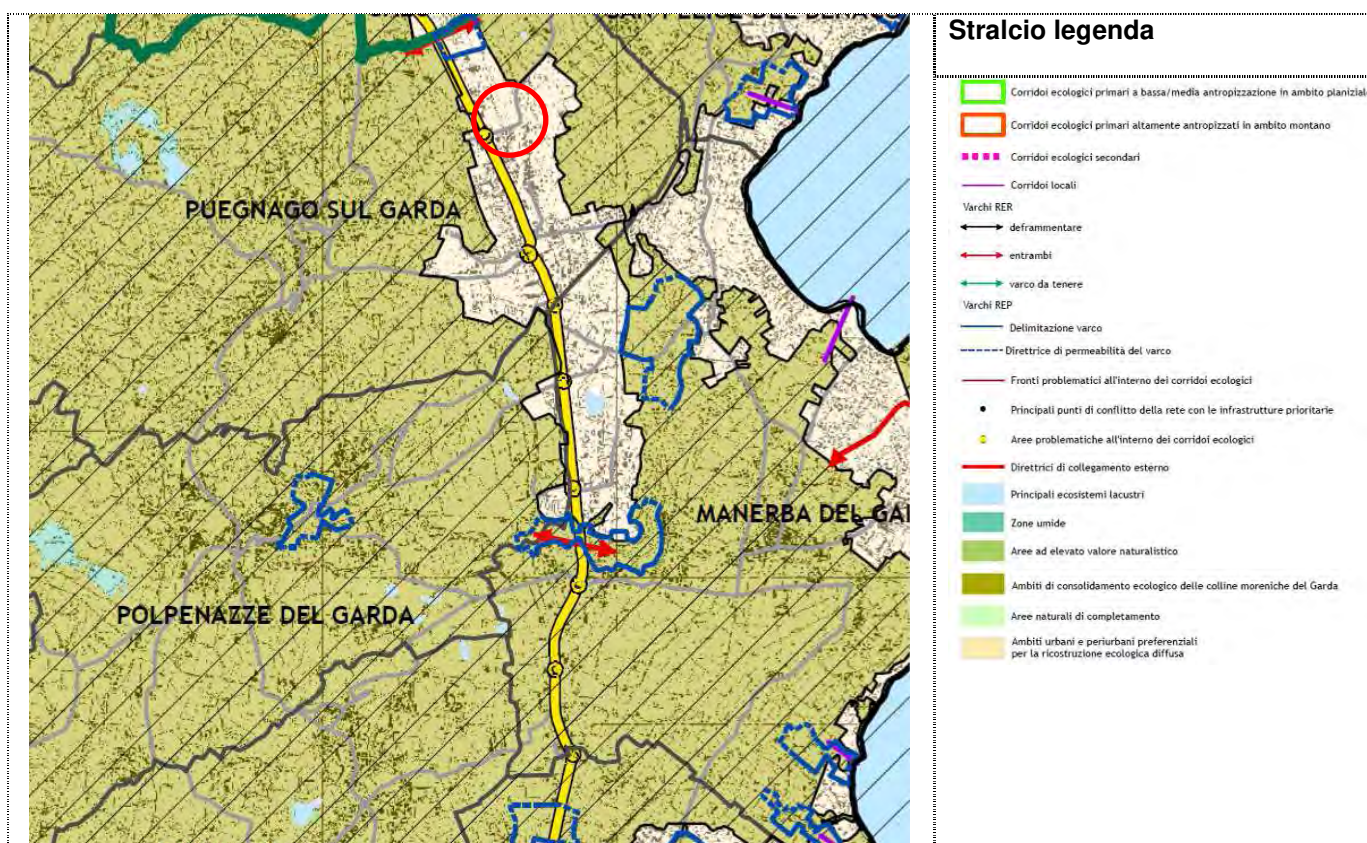 Stralcio legenda
Corridoi ecologici primari a bassa/media antropizzazione in ambito planizial
Corridoi ecologici primari altamente antropizzati in ambito montano
Corridoi ecologici secondari
Corridoi locali
Varchi RER
deframmentare
entrambi
varco da tenere
Varchi REP
Delimitazione varco
Direttrice di permeabilità del varco
Fronti problematici all'interno dei corridoi ecologici
Principali punti di conflitto della rete con le infrastrutture prioritarie
Aree problematiche all'interno dei corridoi ecologici
Direttrici di collegamento esterno
Principali ecosistemi lacustri
Zone umide
Aree ad elevato valore naturalistico
Ambiti di consolidamento ecologico delle colline moreniche del Garda
Aree naturali di completamento
Ambiti urbani e periurbani preferenziali
per la ricostruzione ecologica diffusa
PUEGNAGO SUL GARDA
MANERBA DEL GA
POLPENAZZE DEL GARDA